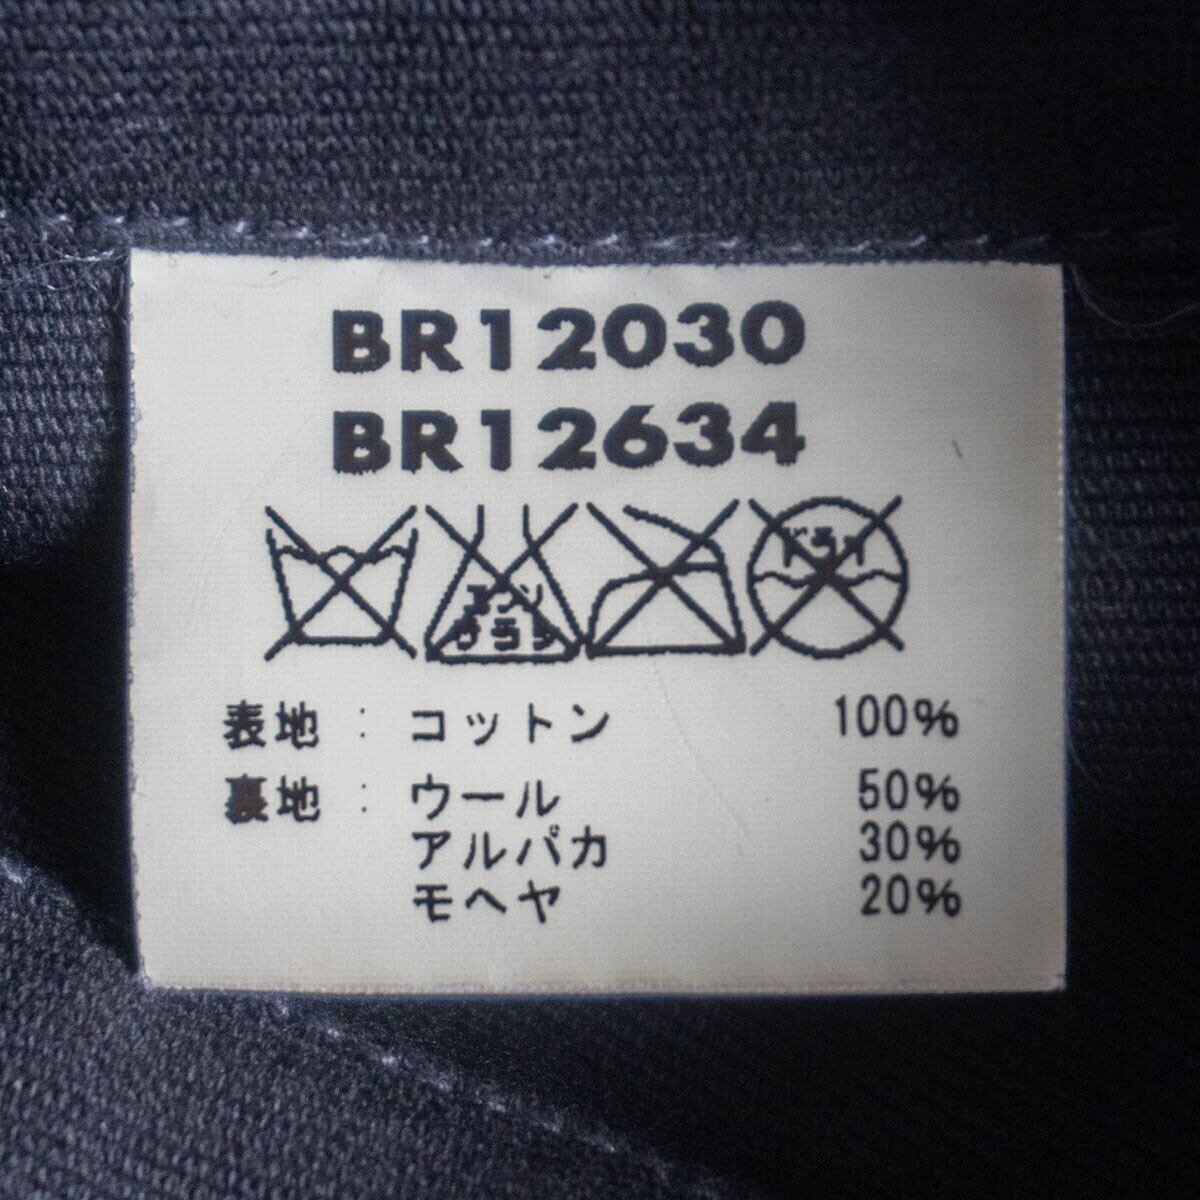 BR12030
BR12634
エンソ
サラシ
ドライ
表地 : コットン 100%
裏地 : ウール 50%
アルパカ 30%
モヘヤ 20%